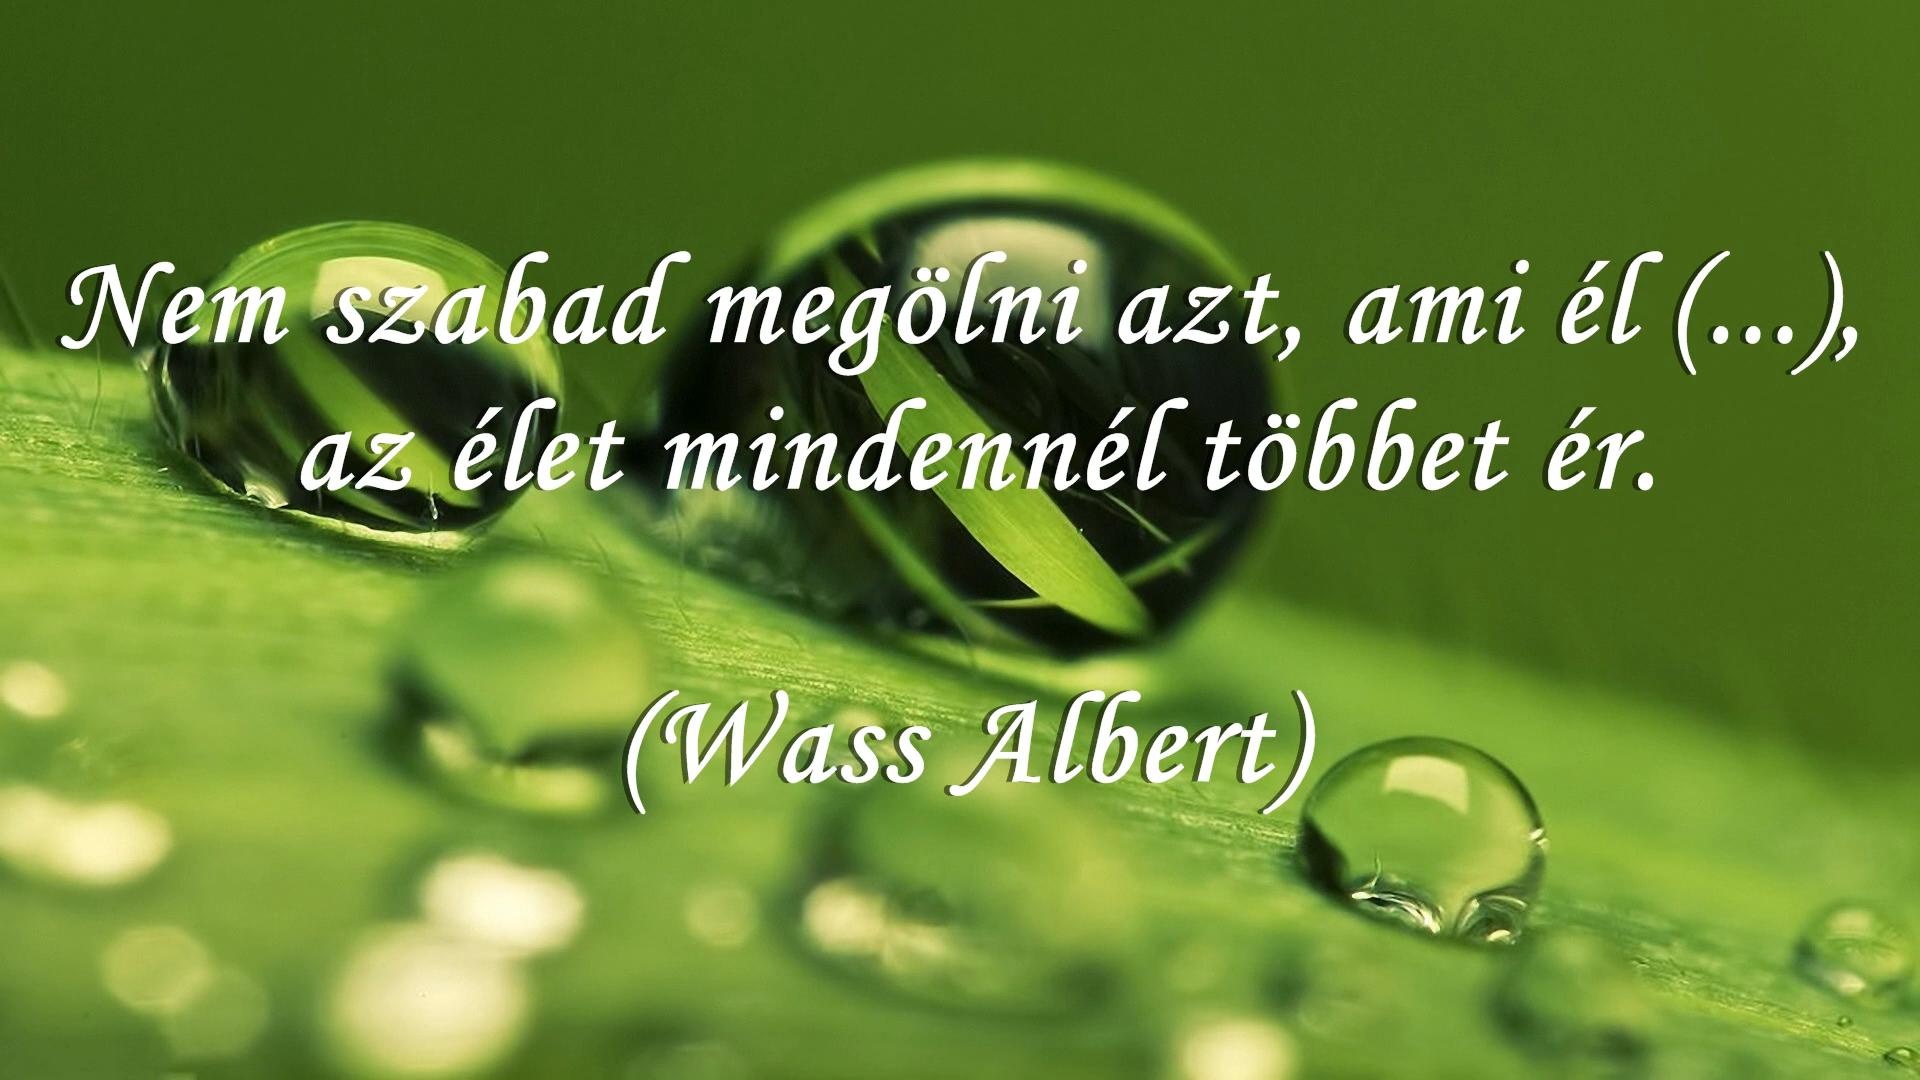 Nem szabad megölni azt, ami él (...),
az élet mindennél többet ér.
(Wass Albert)